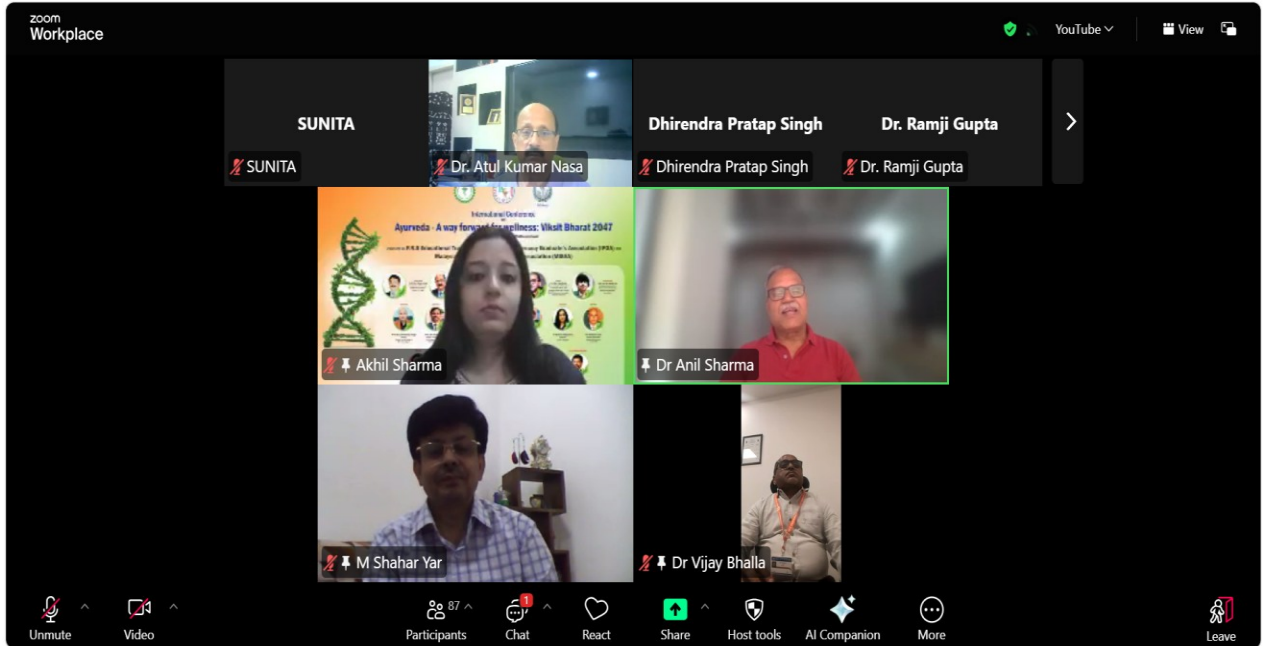 zoom
Workplace
YouTube
View
SUNITA
SUNITA
Dr. Atul Kumar Nasa
Dhirendra Pratap Singh
Dhirendra Pratap Singh
Dr. Ramji Gupta
Dr. Ramji Gupta
International Conference
Ayurveda - A way forw wellness: Viksit Bharat 2047
Akhil Sharma
Dr Anil Sharma
M Shahar Yar
Dr Vijay Bhalla
Unmute
Video
87
Participants
1
Chat
React
Share
Host tools
AI Companion
More
Leave